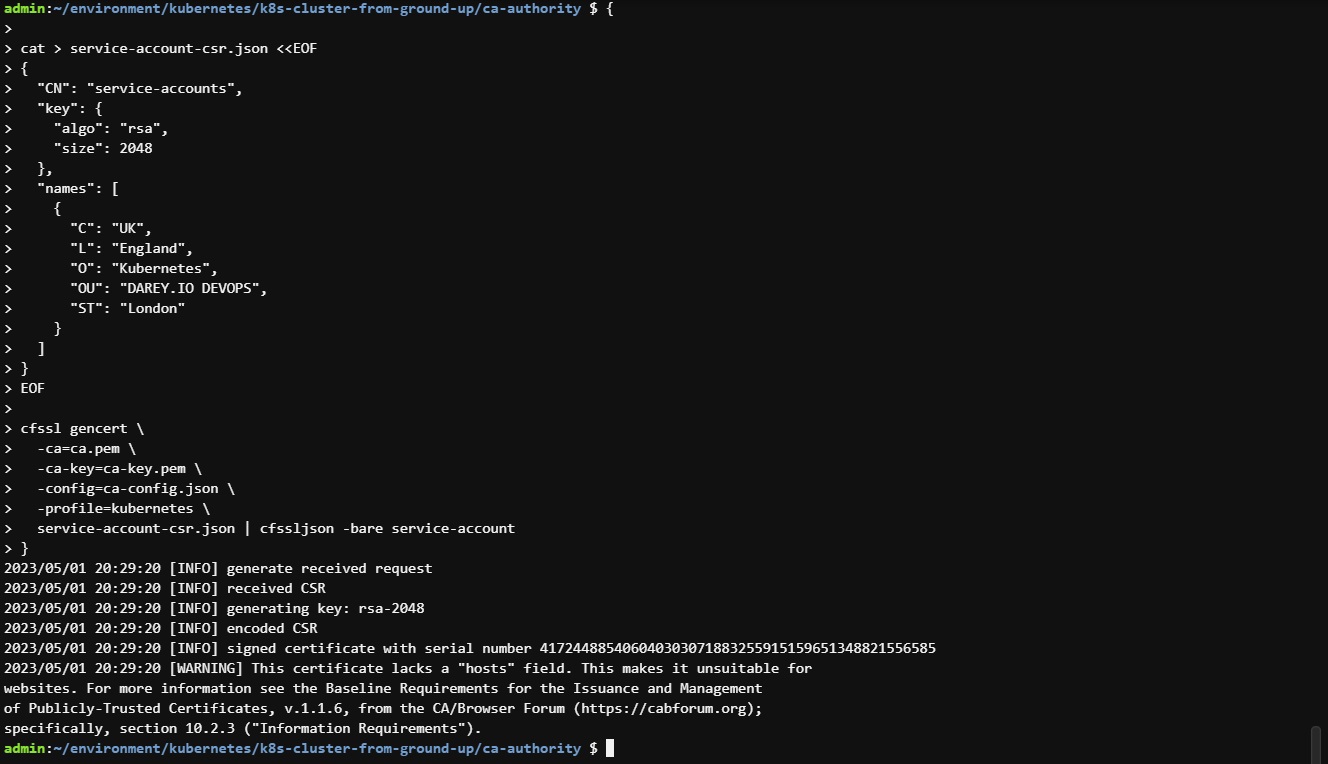 admin:~/environment/kubernetes/k8s-cluster-from-ground-up/ca-authority $ {
>
> cat > service-account-csr.json <<EOF
> {
>   "CN": "service-accounts",
>   "key": {
>     "algo": "rsa",
>     "size": 2048
>   },
>   "names": [
>     {
>       "C": "UK",
>       "L": "England",
>       "O": "Kubernetes",
>       "OU": "DAREY.IO DEVOPS",
>       "ST": "London"
>     }
>   ]
> }
> EOF
>
> cfssl gencert \
>   -ca=ca.pem \
>   -ca-key=ca-key.pem \
>   -config=ca-config.json \
>   -profile=kubernetes \
>   service-account-csr.json | cfssljson -bare service-account
> }
2023/05/01 20:29:20 [INFO] generate received request
2023/05/01 20:29:20 [INFO] received CSR
2023/05/01 20:29:20 [INFO] generating key: rsa-2048
2023/05/01 20:29:20 [INFO] encoded CSR
2023/05/01 20:29:20 [INFO] signed certificate with serial number 417244885406040303071883255915159651348821556585
2023/05/01 20:29:20 [WARNING] This certificate lacks a "hosts" field. This makes it unsuitable for
websites. For more information see the Baseline Requirements for the Issuance and Management
of Publicly-Trusted Certificates, v.1.1.6, from the CA/Browser Forum (https://cabforum.org);
specifically, section 10.2.3 ("Information Requirements").
admin:~/environment/kubernetes/k8s-cluster-from-ground-up/ca-authority $